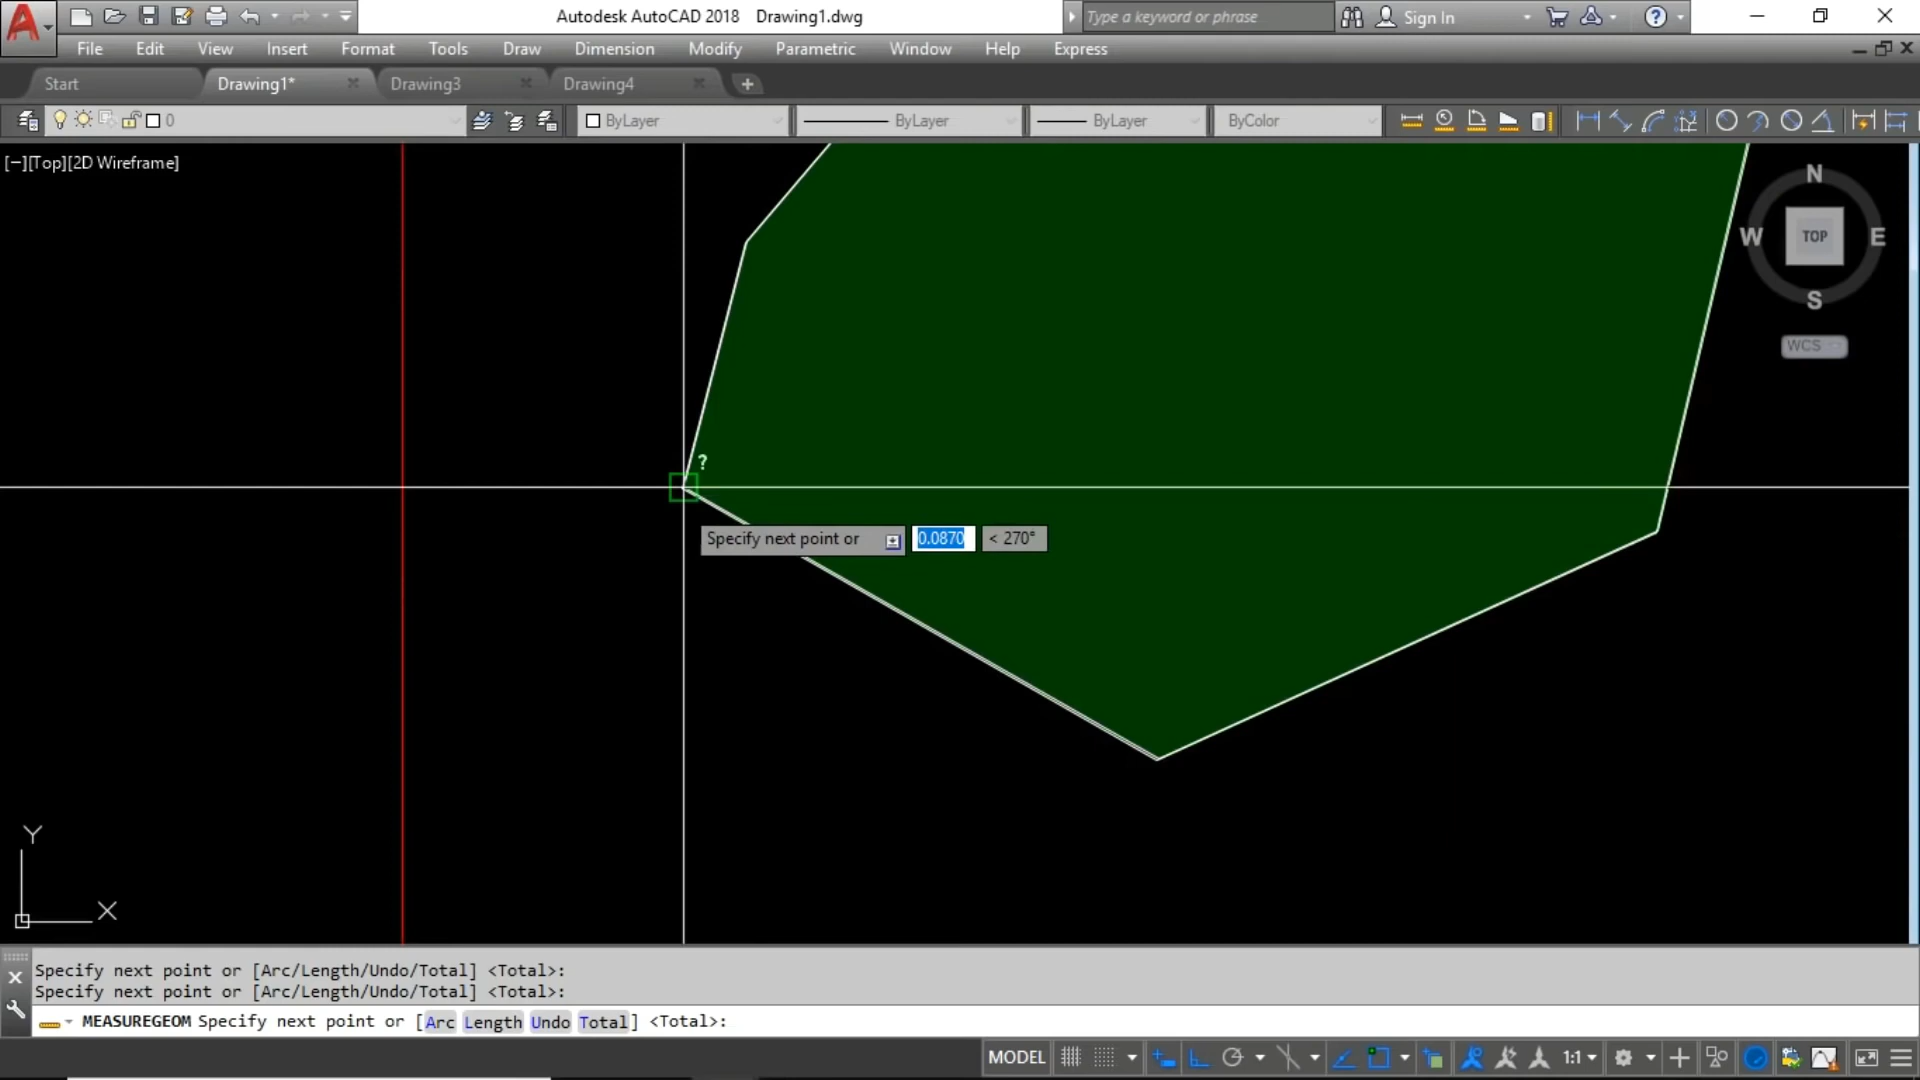 Autodesk AutoCAD 2018 Drawing1.dwg
Type a keyword or phrase
Sign In
File Edit View Insert Format Tools Draw Dimension Modify Parametric Window Help Express
Start Drawing1* Drawing3 Drawing4
0 ByLayer ByLayer ByLayer ByColor
[−][Top][2D Wireframe]
N
W TOP E
S
WCS
?
Specify next point or 0.0870 < 270°
Y
X
Specify next point or [Arc/Length/Undo/Total] <Total>:
Specify next point or [Arc/Length/Undo/Total] <Total>:
MEASUREGEOM Specify next point or [Arc Length Undo Total] <Total>:
MODEL 1:1